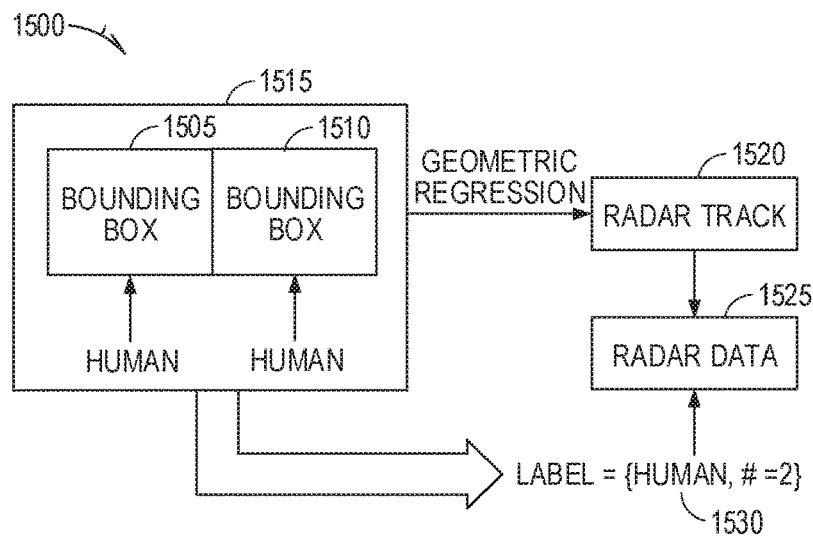 1500
1515
1505
1510
BOUNDING
BOX
BOUNDING
BOX
HUMAN
HUMAN
GEOMETRIC
REGRESSION
1520
RADAR TRACK
1525
RADAR DATA
LABEL = {HUMAN, # =2}
1530